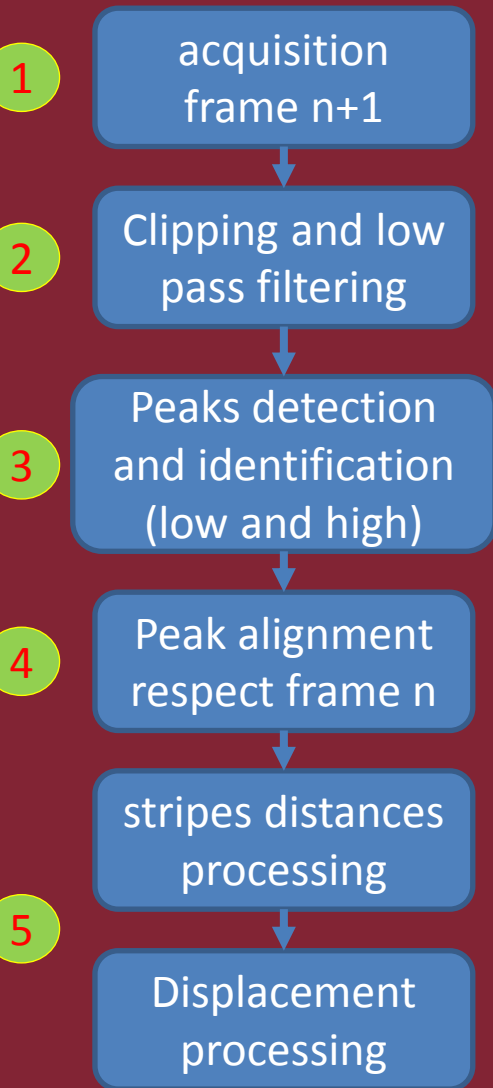 1
acquisition
frame n+1
2
Clipping and low
pass filtering
3
Peaks detection
and identification
(low and high)
4
Peak alignment
respect frame n
stripes distances
processing
5
Displacement
processing